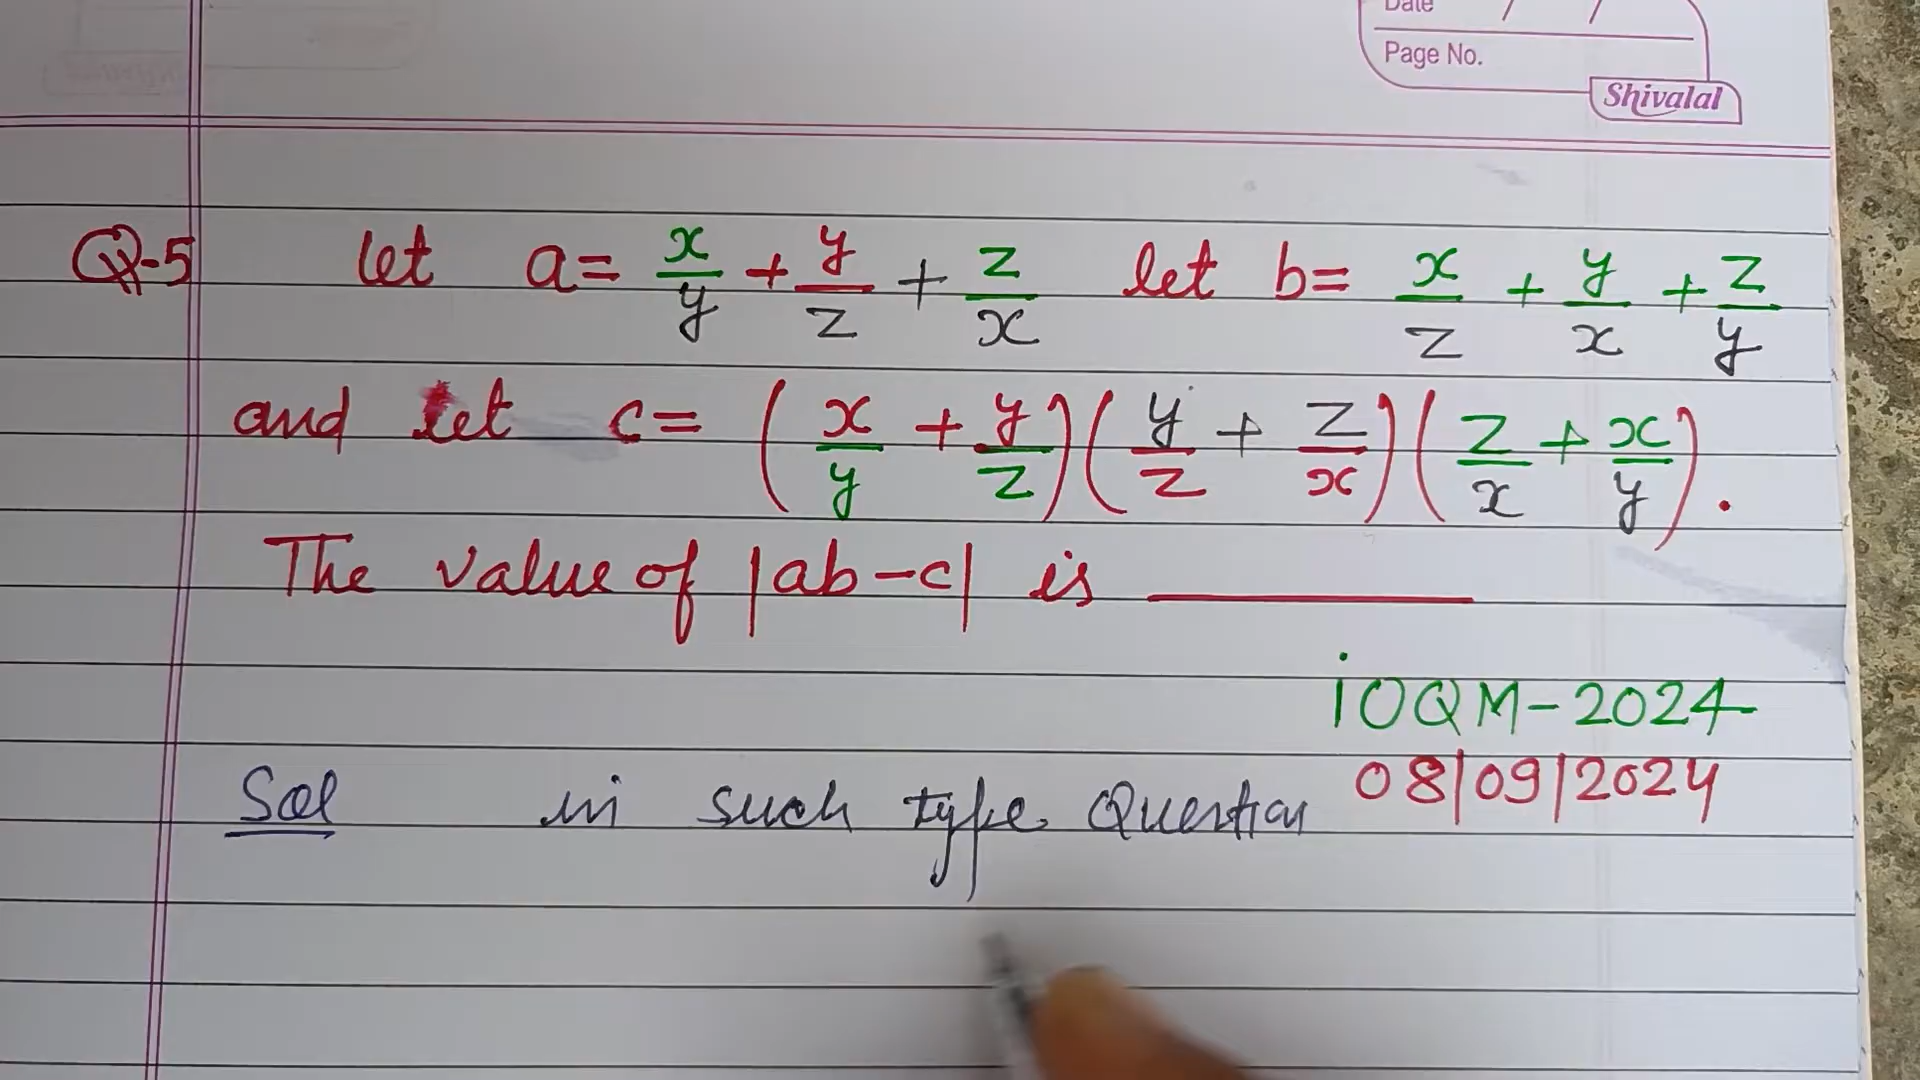 Date / /
Page No.
Shivalal
Q-5 let a= x/y + y/z + z/x let b= x/z + y/x + z/y
and let c= (x/y + y/z)(y/z + z/x)(z/x + x/y).
The value of |ab-c| is ______
iOQM-2024
08/09/2024
Sol in such type Question